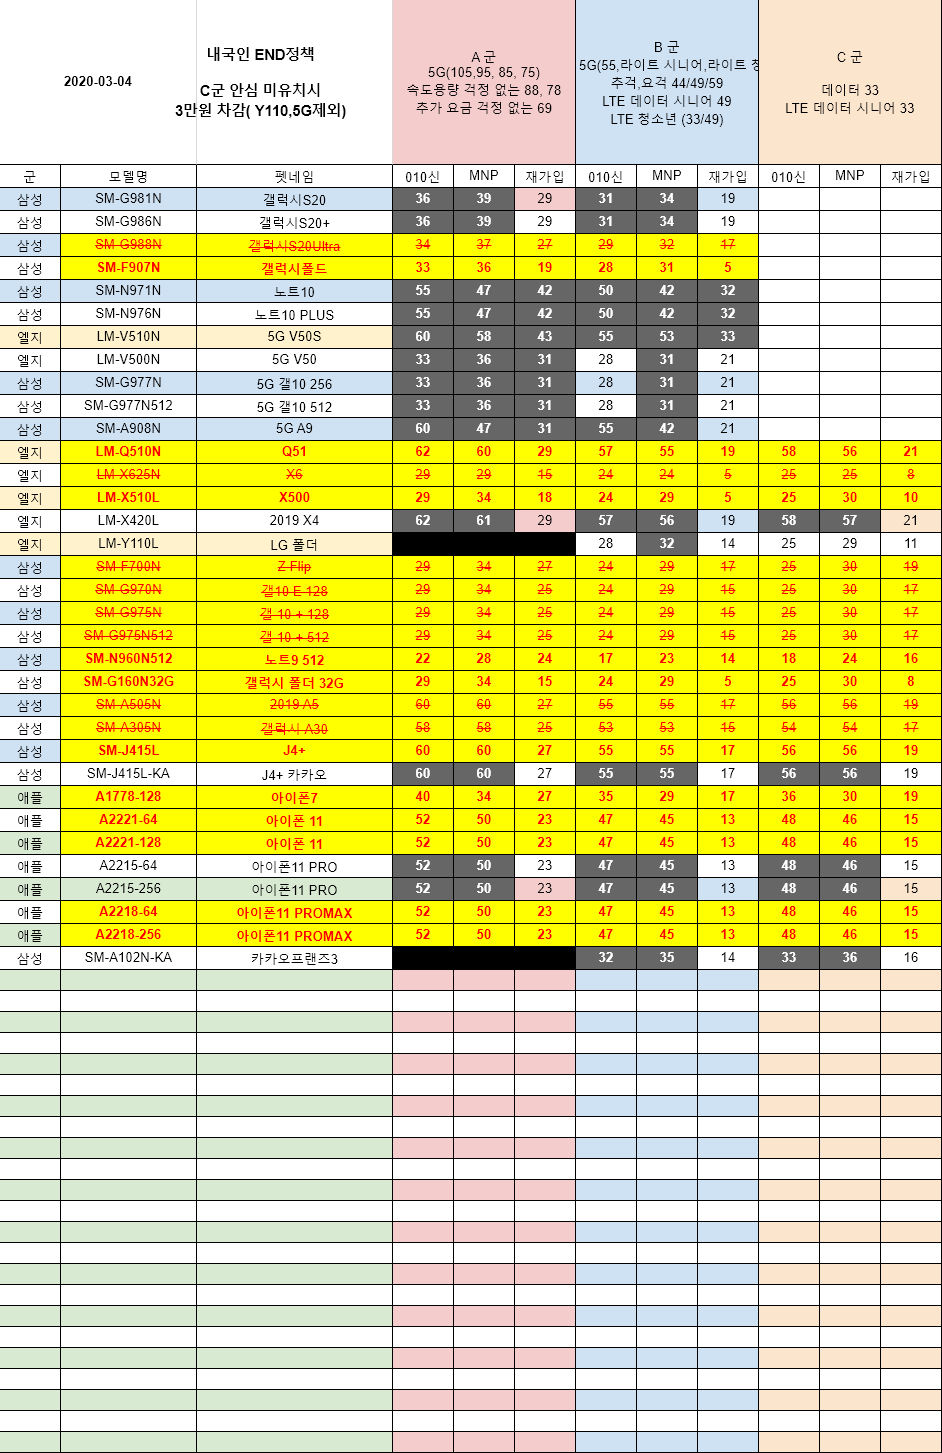 2020-03-04
내국인 END정책
C군 안심 미유치시
3만원 차감( Y110,5G제외)
A 군
5G(105,95, 85, 75)
속도용량 걱정 없는 88, 78
추가 요금 걱정 없는 69
B 군
5G(55,라이트 시니어,라이트 청
추걱,요걱 44/49/59
LTE 데이터 시니어 49
LTE 청소년 (33/49)
C 군
데이터 33
LTE 데이터 시니어 33
군 모델명 펫네임 010신 MNP 재가입 010신 MNP 재가입 010신 MNP 재가입
삼성 SM-G981N 갤럭시S20 36 39 29 31 34 19
삼성 SM-G986N 갤럭시S20+ 36 39 29 31 34 19
삼성 SM-G988N 갤럭시S20Ultra 34 37 27 29 32 17
삼성 SM-F907N 갤럭시폴드 33 36 19 28 31 5
삼성 SM-N971N 노트10 55 47 42 50 42 32
삼성 SM-N976N 노트10 PLUS 55 47 42 50 42 32
엘지 LM-V510N 5G V50S 60 58 43 55 53 33
엘지 LM-V500N 5G V50 33 36 31 28 31 21
삼성 SM-G977N 5G 갤10 256 33 36 31 28 31 21
삼성 SM-G977N512 5G 갤10 512 33 36 31 28 31 21
삼성 SM-A908N 5G A9 60 47 31 55 42 21
엘지 LM-Q510N Q51 62 60 29 57 55 19 58 56 21
엘지 LM-X625N X6 29 29 15 24 24 5 25 25 8
엘지 LM-X510L X500 29 34 18 24 29 5 25 30 10
엘지 LM-X420L 2019 X4 62 61 29 57 56 19 58 57 21
엘지 LM-Y110L LG 폴더 28 32 14 25 29 11
삼성 SM-F700N Z Flip 29 34 27 24 29 17 25 30 19
삼성 SM-G970N 갤10 E 128 29 34 25 24 29 15 25 30 17
삼성 SM-G975N 갤 10 + 128 29 34 25 24 29 15 25 30 17
삼성 SM-G975N512 갤 10 + 512 29 34 25 24 29 15 25 30 17
삼성 SM-N960N512 노트9 512 22 28 24 17 23 14 18 24 16
삼성 SM-G160N32G 갤럭시 폴더 32G 29 34 15 24 29 5 25 30 8
삼성 SM-A505N 2019 A5 60 60 27 55 55 17 56 56 19
삼성 SM-A305N 갤럭시 A30 58 58 25 53 53 15 54 54 17
삼성 SM-J415L J4+ 60 60 27 55 55 17 56 56 19
삼성 SM-J415L-KA J4+ 카카오 60 60 27 55 55 17 56 56 19
애플 A1778-128 아이폰7 40 34 27 35 29 17 36 30 19
애플 A2221-64 아이폰 11 52 50 23 47 45 13 48 46 15
애플 A2221-128 아이폰 11 52 50 23 47 45 13 48 46 15
애플 A2215-64 아이폰11 PRO 52 50 23 47 45 13 48 46 15
애플 A2215-256 아이폰11 PRO 52 50 23 47 45 13 48 46 15
애플 A2218-64 아이폰11 PROMAX 52 50 23 47 45 13 48 46 15
애플 A2218-256 아이폰11 PROMAX 52 50 23 47 45 13 48 46 15
삼성 SM-A102N-KA 카카오프랜즈3 32 35 14 33 36 16